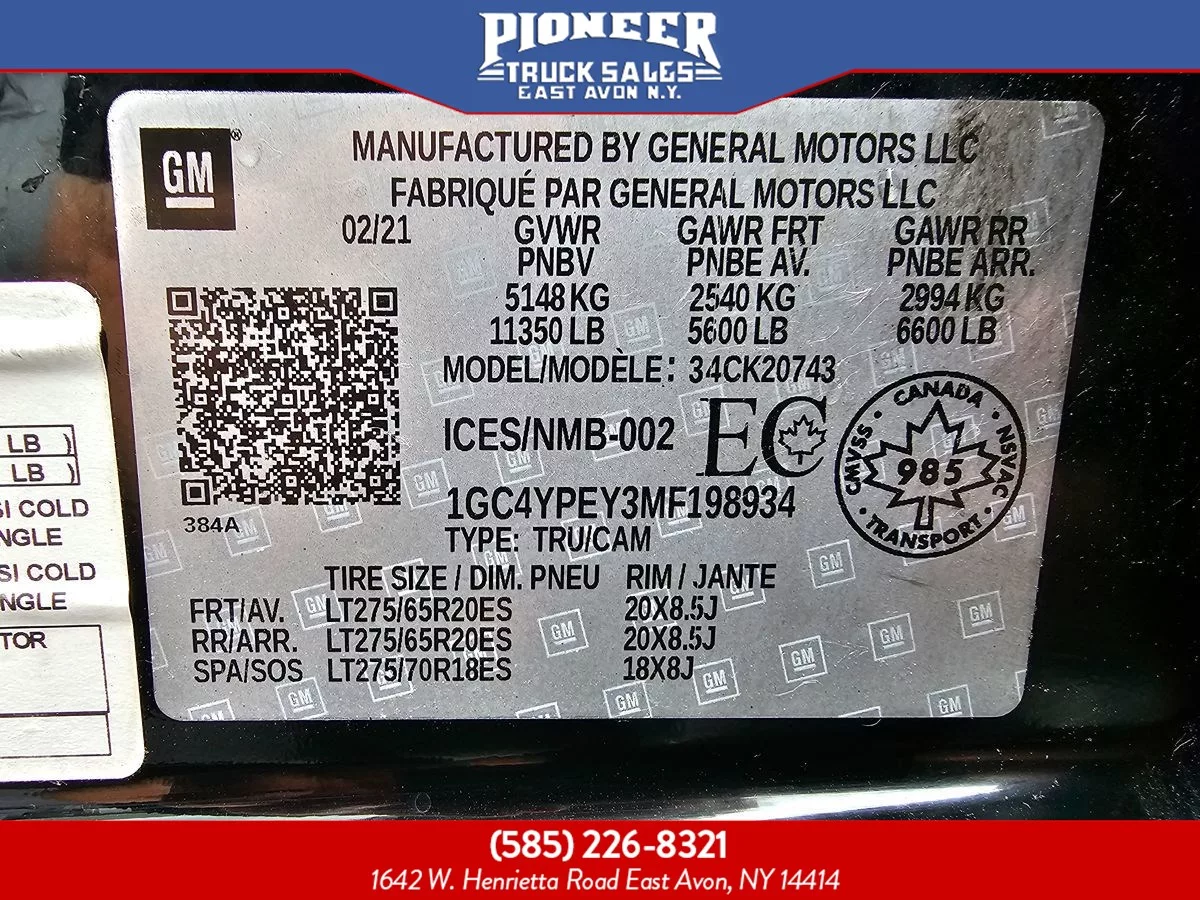 PIONEER
TRUCK SALES
EAST AVON N.Y.
GM
MANUFACTURED BY GENERAL MOTORS LLC
FABRIQUÉ PAR GENERAL MOTORS LLC
02/21 GVWR GAWR FRT GAWR RR
PNBV PNBE AV. PNBE ARR.
5148 KG 2540 KG 2994 KG
11350 LB 5600 LB 6600 LB
MODEL/MODÈLE: 34CK20743
ICES/NMB-002 EC
CANADA
CMVSS 985 NSVAC
TRANSPORT
384A
1GC4YPEY3MF198934
TYPE: TRU/CAM
TIRE SIZE / DIM. PNEU RIM / JANTE
FRT/AV. LT275/65R20ES 20X8.5J
RR/ARR. LT275/65R20ES 20X8.5J
SPA/SOS LT275/70R18ES 18X8J
LB )
LB )
SI COLD
NGLE
SI COLD
NGLE
TOR
(585) 226-8321
1642 W. Henrietta Road East Avon, NY 14414